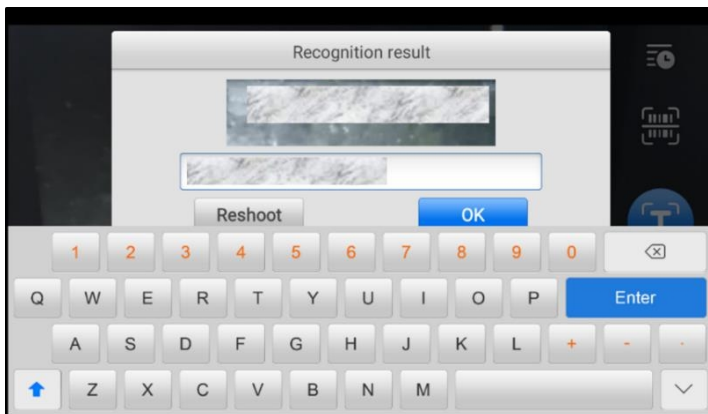 Recognition result
Reshoot OK
1 2 3 4 5 6 7 8 9 0
Q W E R T Y U I O P Enter
A S D F G H J K L + - .
Z X C V B N M
T